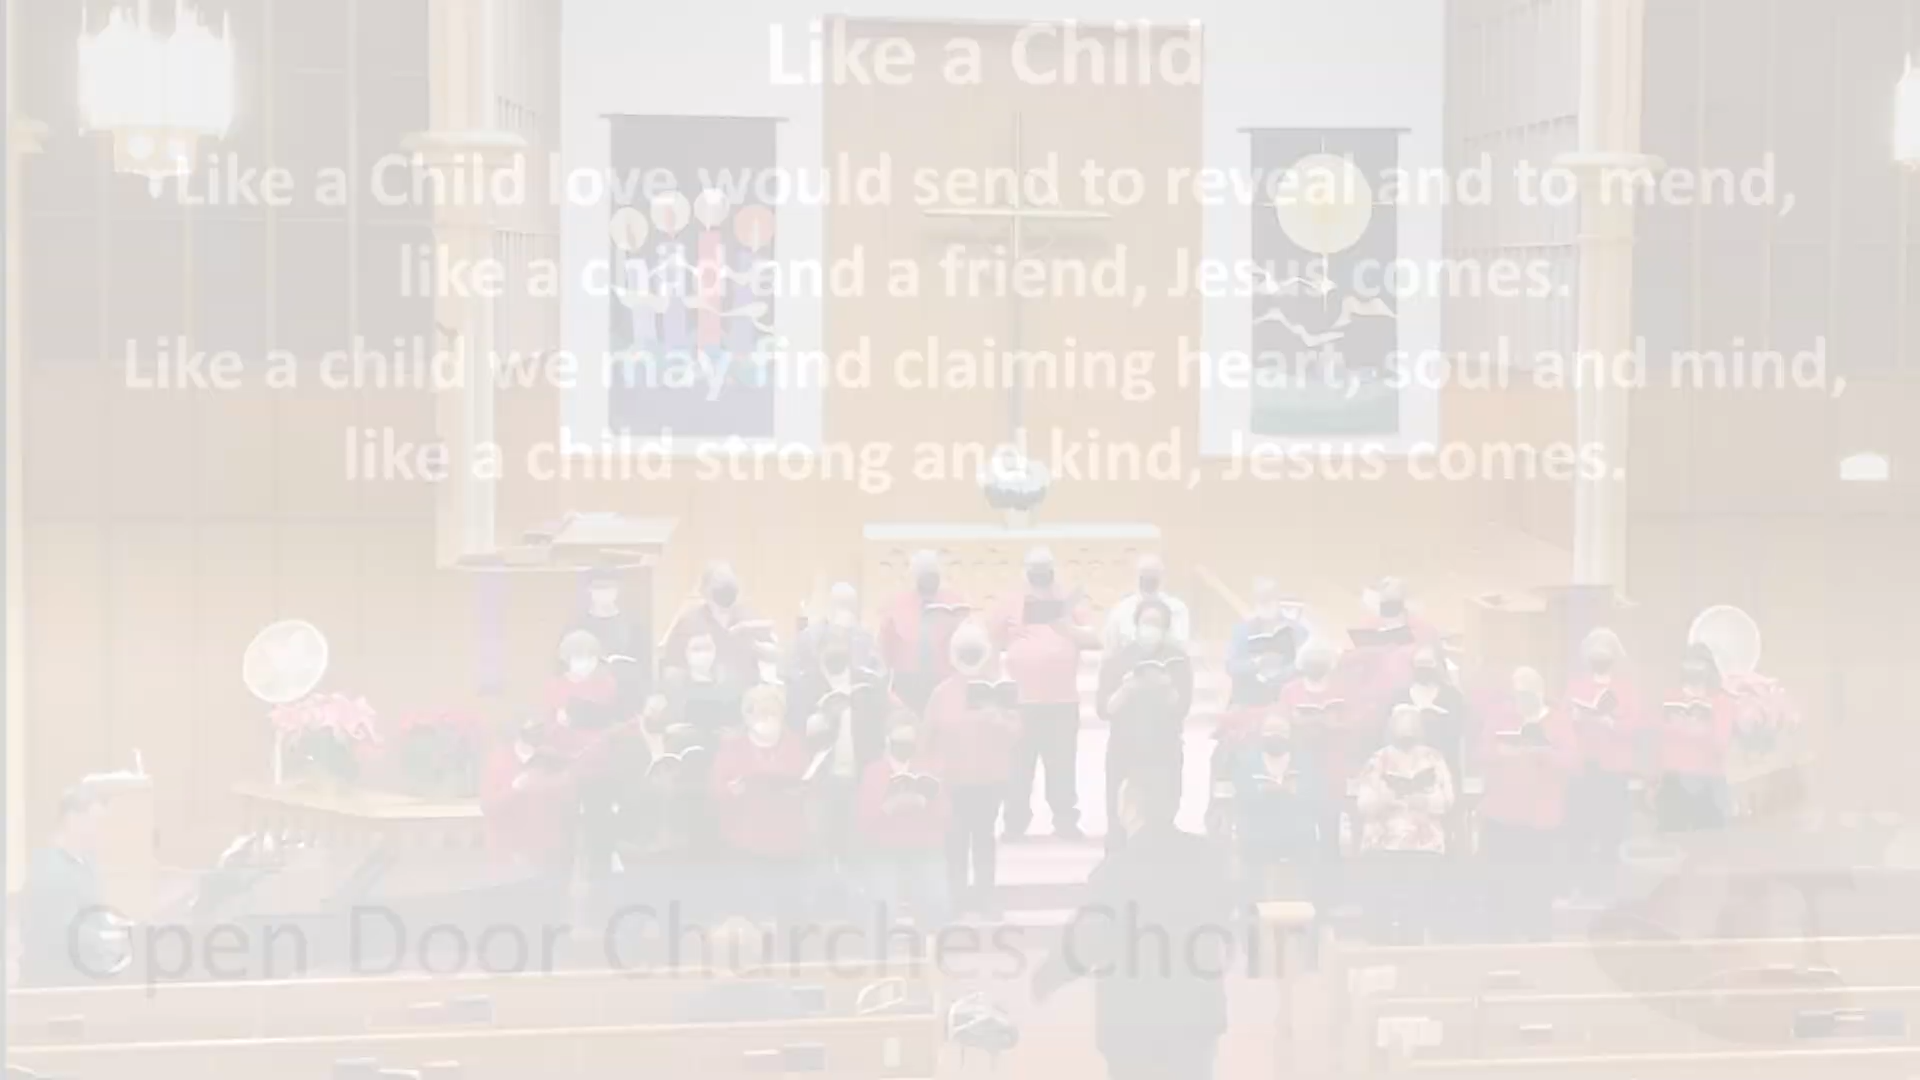 Like a Child
Like a Child love would send to reveal and to mend,
like a child and a friend, Jesus comes.
Like a child we may find claiming heart, soul and mind,
like a child strong and kind, Jesus comes.
Open Door Churches Choir